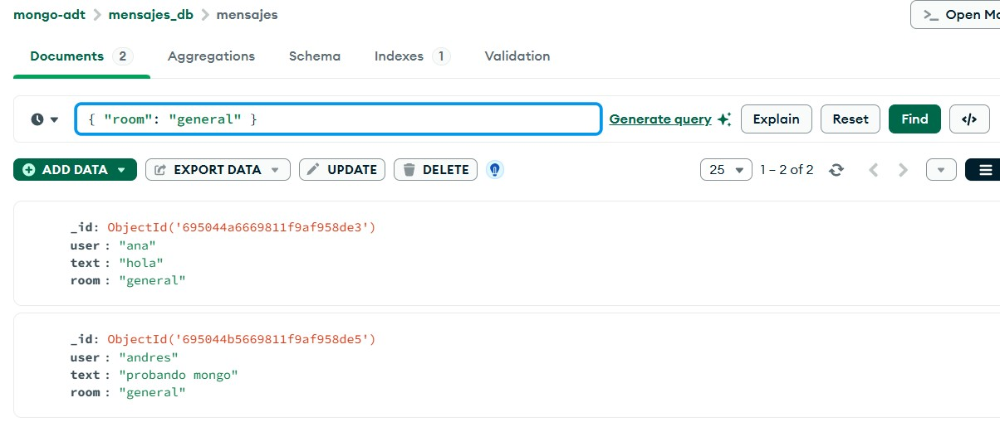 mongo-adt > mensajes_db > mensajes
>_ Open Mo
Documents 2 Aggregations Schema Indexes 1 Validation
{ "room": "general" } Generate query Explain Reset Find </>
ADD DATA EXPORT DATA UPDATE DELETE 25 1 – 2 of 2
_id: ObjectId('695044a6669811f9af958de3')
user : "ana"
text : "hola"
room : "general"
_id: ObjectId('695044b5669811f9af958de5')
user : "andres"
text : "probando mongo"
room : "general"